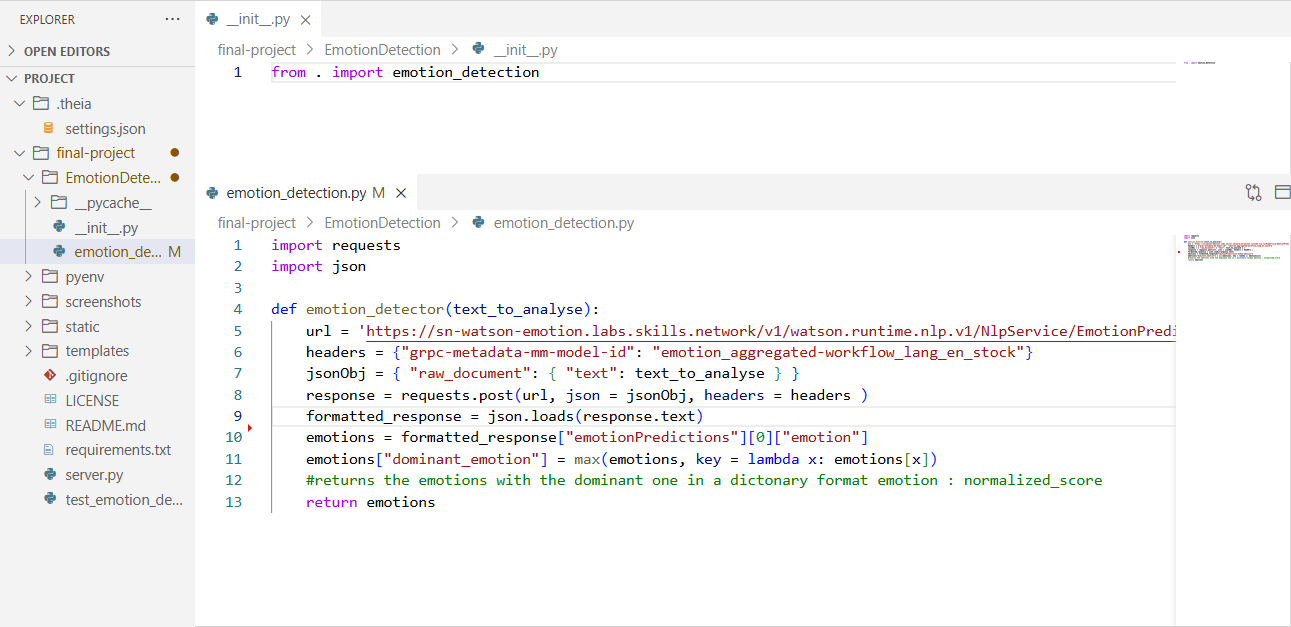 EXPLORER
OPEN EDITORS
PROJECT
.theia
settings.json
final-project
EmotionDete...
__pycache__
__init__.py
emotion_de... M
pyenv
screenshots
static
templates
.gitignore
LICENSE
README.md
requirements.txt
server.py
test_emotion_de...
__init__.py
final-project > EmotionDetection > __init__.py
1 from . import emotion_detection
emotion_detection.py M
final-project > EmotionDetection > emotion_detection.py
1 import requests
2 import json
3
4 def emotion_detector(text_to_analyse):
5 url = 'https://sn-watson-emotion.labs.skills.network/v1/watson.runtime.nlp.v1/NlpService/EmotionPredi
6 headers = {"grpc-metadata-mm-model-id": "emotion_aggregated-workflow_lang_en_stock"}
7 jsonObj = { "raw_document": { "text": text_to_analyse } }
8 response = requests.post(url, json = jsonObj, headers = headers )
9 formatted_response = json.loads(response.text)
10 emotions = formatted_response["emotionPredictions"][0]["emotion"]
11 emotions["dominant_emotion"] = max(emotions, key = lambda x: emotions[x])
12 #returns the emotions with the dominant one in a dictonary format emotion : normalized_score
13 return emotions